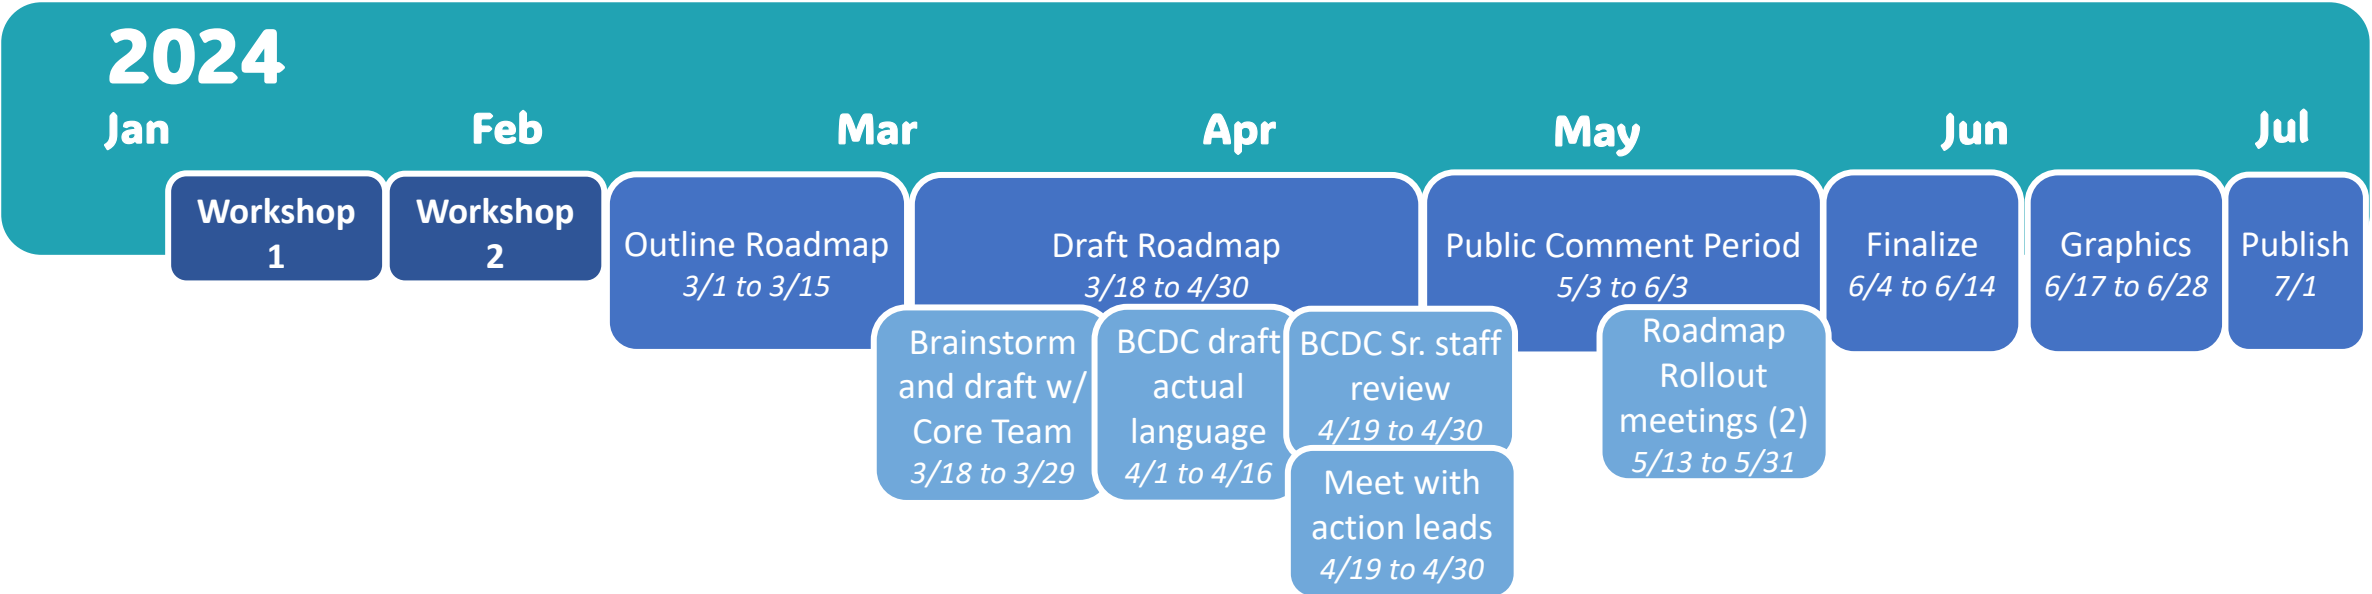 2024
Jan Feb Mar Apr May Jun Jul
Workshop
1
Workshop
2
Outline Roadmap
3/1 to 3/15
Draft Roadmap
3/18 to 4/30
Public Comment Period
5/3 to 6/3
Finalize
6/4 to 6/14
Graphics
6/17 to 6/28
Publish
7/1
Brainstorm
and draft w/
Core Team
3/18 to 3/29
BCDC draft
actual
language
4/1 to 4/16
BCDC Sr. staff
review
4/19 to 4/30
Meet with
action leads
4/19 to 4/30
Roadmap
Rollout
meetings (2)
5/13 to 5/31